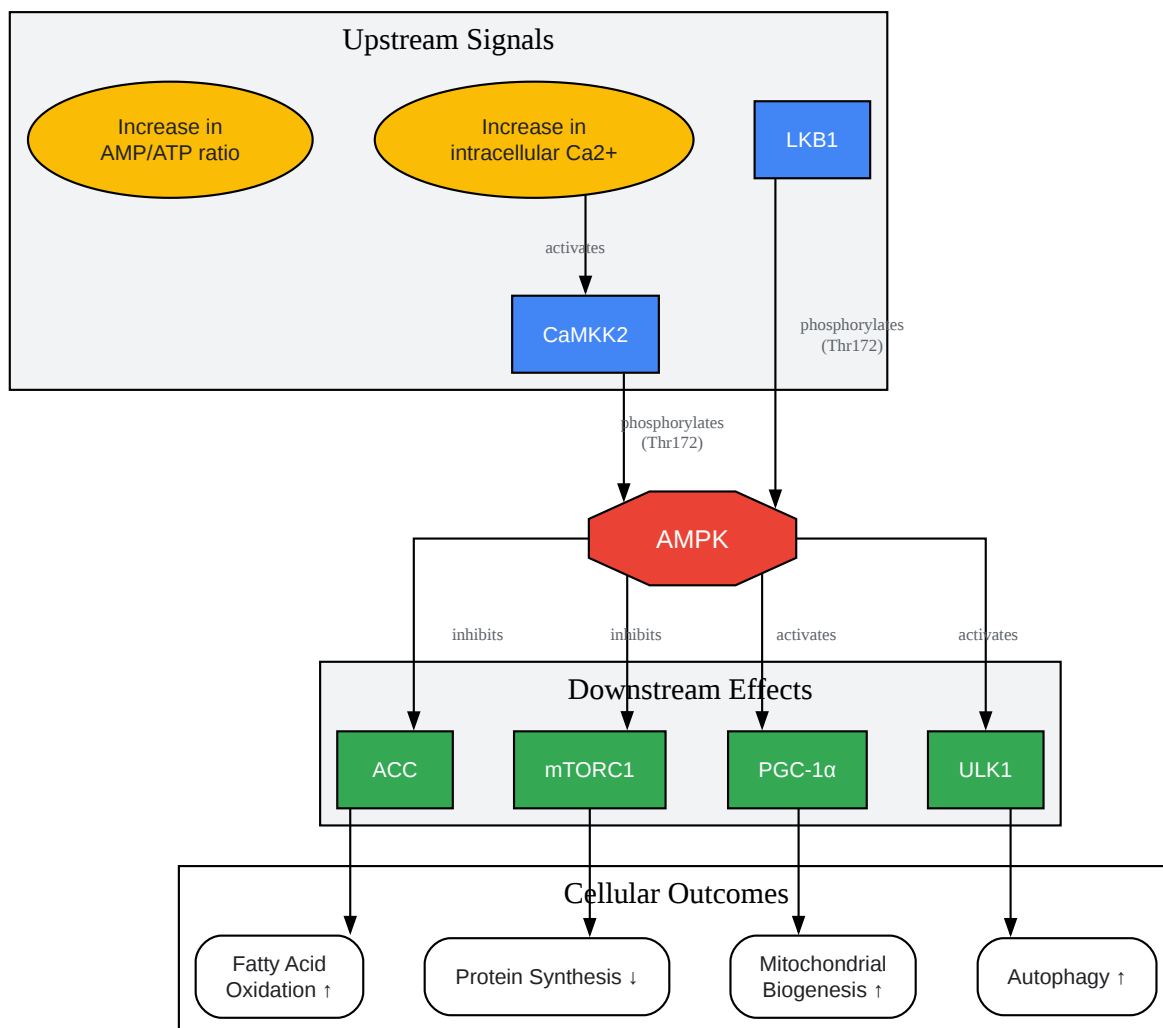 Upstream Signals
Increase in
AMP/ATP ratio
Increase in
intracellular Ca2+
LKB1
activates
CaMKK2
phosphorylates
(Thr172)
phosphorylates
(Thr172)
AMPK
inhibits
inhibits
activates
activates
Downstream Effects
ACC
mTORC1
PGC-1α
ULK1
Cellular Outcomes
Fatty Acid
Oxidation ↑
Protein Synthesis ↓
Mitochondrial
Biogenesis ↑
Autophagy ↑